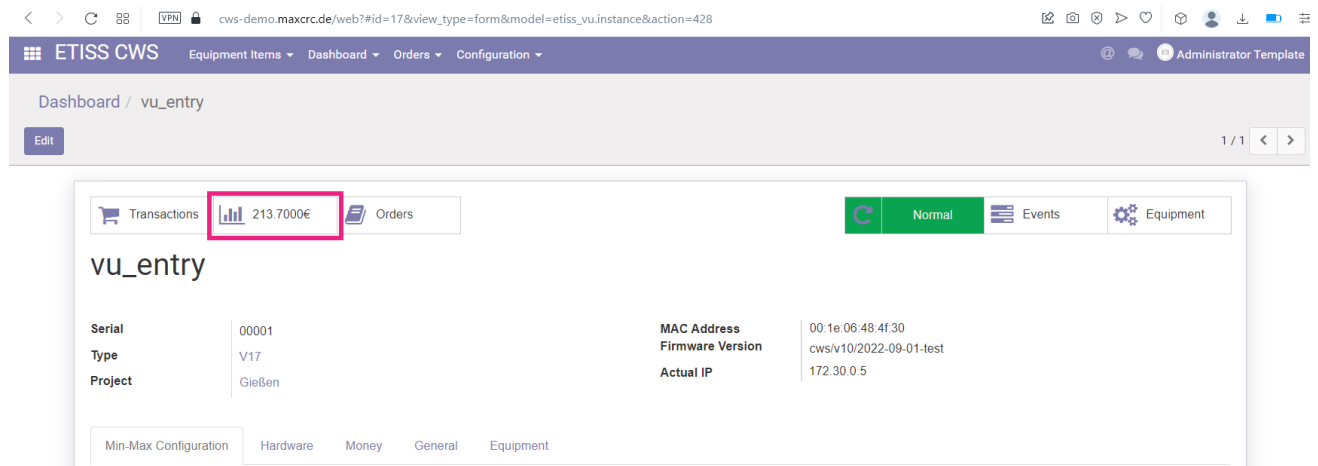 VPN cws-demo.maxcrc.de/web?#id=17&view_type=form&model=etiss_vu.instance&action=428
ETISS CWS Equipment Items Dashboard Orders Configuration @ Administrator Template
Dashboard / vu_entry
Edit 1 / 1
Transactions 213.7000€ Orders Normal Events Equipment
vu_entry
Serial 00001 MAC Address 00:1e:06:48:4f:30
Type V17 Firmware Version cws/v10/2022-09-01-test
Project Gießen Actual IP 172.30.0.5
Min-Max Configuration Hardware Money General Equipment